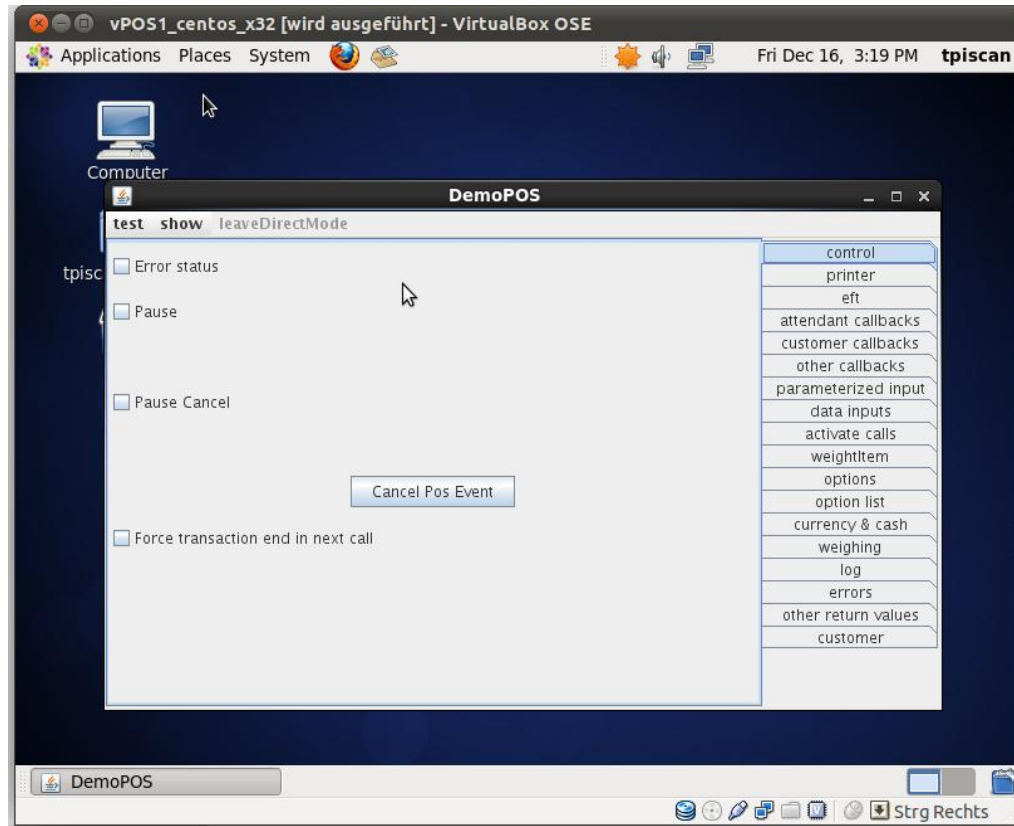 vPOS1_centos_x32 [wird ausgeführt] - VirtualBox OSE
Applications Places System Fri Dec 16, 3:19 PM tpiscan
Computer
DemoPOS
test show leaveDirectMode
tpisc
Error status
Pause
Pause Cancel
Cancel Pos Event
Force transaction end in next call
control
printer
eft
attendant callbacks
customer callbacks
other callbacks
parameterized input
data inputs
activate calls
weightItem
options
option list
currency & cash
weighing
log
errors
other return values
customer
DemoPOS
Strg Rechts